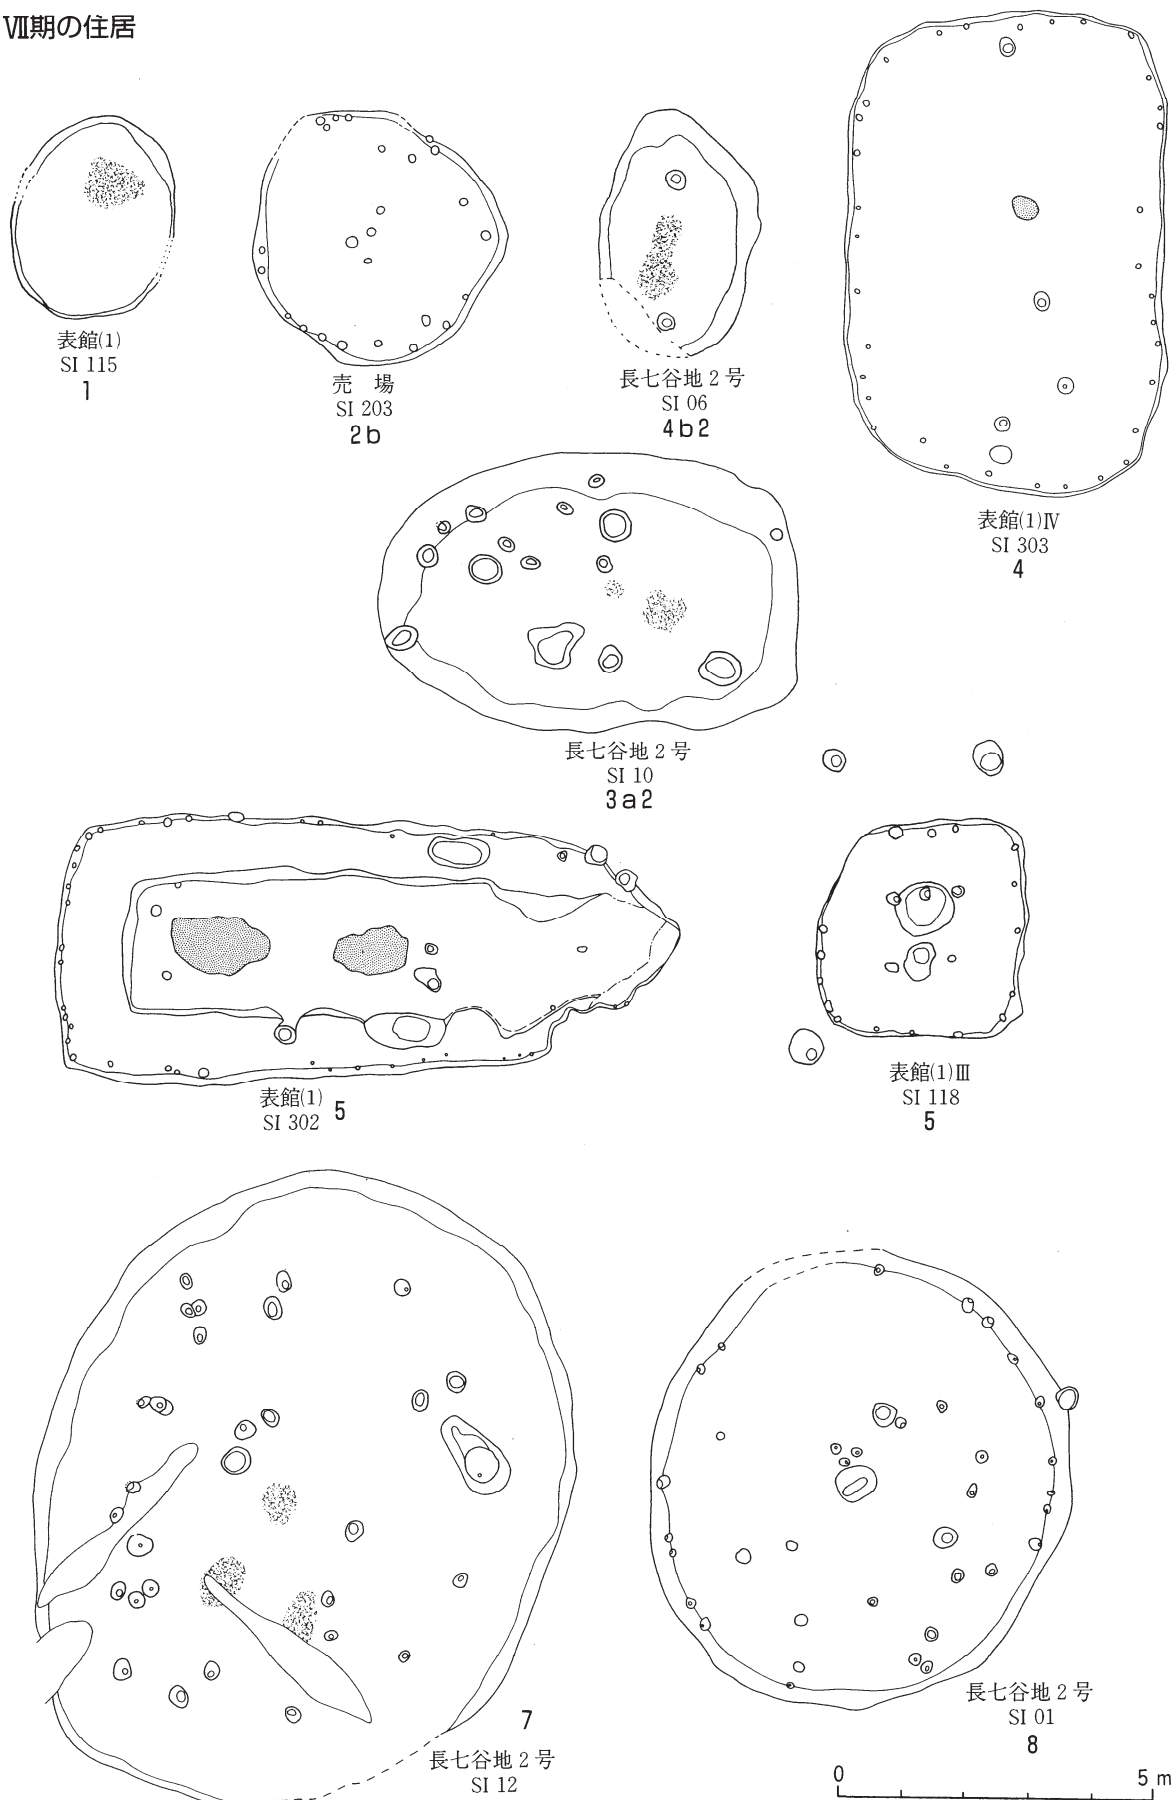 Ⅶ期の住居
表館(1)
SI 115
1
売 場
SI 203
2b
長七谷地2号
SI 06
4b2
表館(1)Ⅳ
SI 303
4
長七谷地2号
SI 10
3a2
表館(1)
SI 302
5
表館(1)Ⅲ
SI 118
5
7
長七谷地2号
SI 12
長七谷地2号
SI 01
8
0 5m